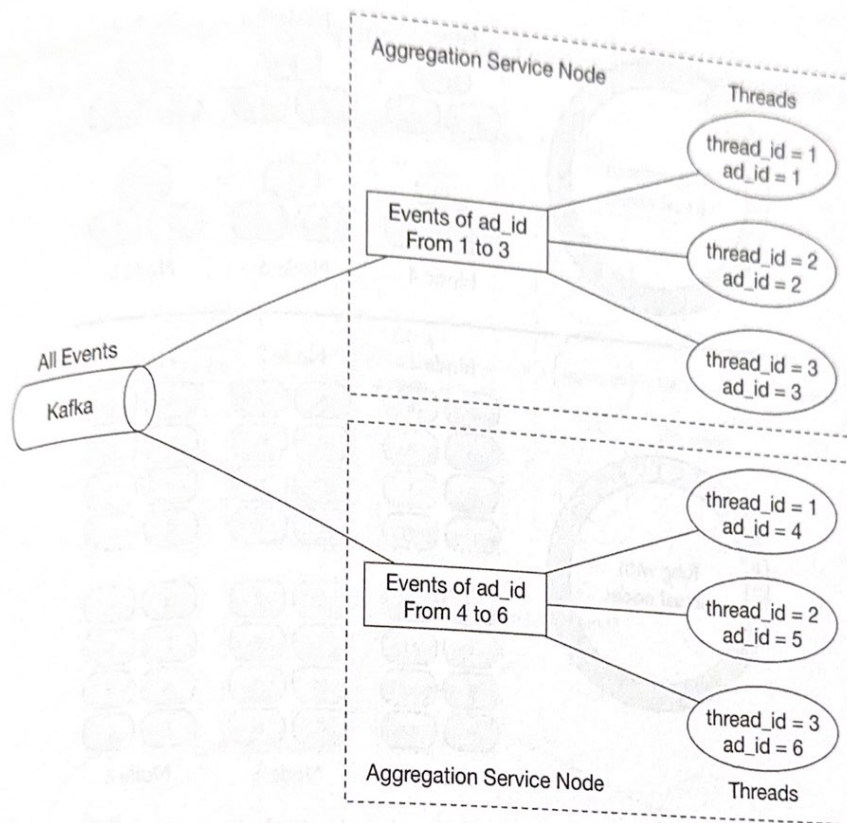 Aggregation Service Node
Threads
thread_id = 1
ad_id = 1
Events of ad_id
From 1 to 3
thread_id = 2
ad_id = 2
thread_id = 3
ad_id = 3
All Events
Kafka
thread_id = 1
ad_id = 4
Events of ad_id
From 4 to 6
thread_id = 2
ad_id = 5
thread_id = 3
ad_id = 6
Aggregation Service Node
Threads